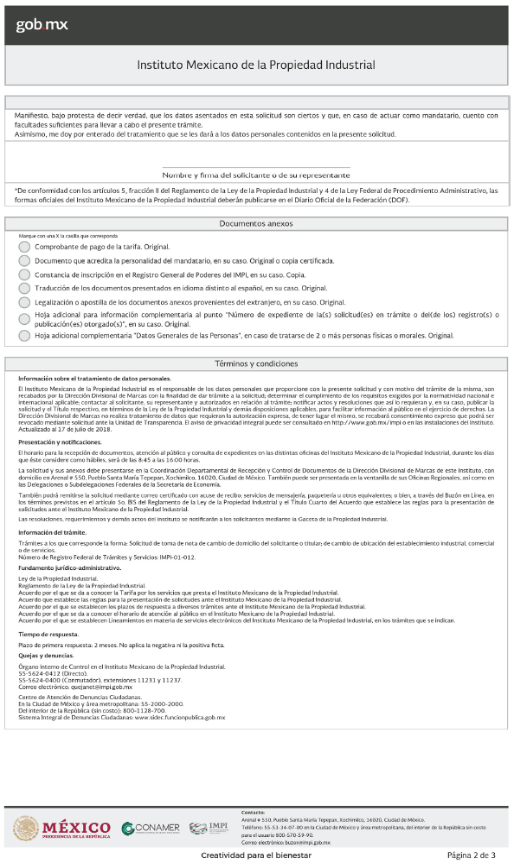 gob.mx
Instituto Mexicano de la Propiedad Industrial
Manifiesto, bajo protesta de decir verdad, que los datos asentados en esta solicitud son ciertos y que, en caso de actuar como mandatario, cuento con
facultades suficientes para llevar a cabo el presente trámite.
Asimismo, me doy por enterado del tratamiento que se les dará a los datos personales contenidos en la presente solicitud.
Nombre y firma del solicitante o de su representante
*De conformidad con los artículos 5, fracción II del Reglamento de la Ley de la Propiedad Industrial y 4 de la Ley Federal de Procedimiento Administrativo, las
formas oficiales del Instituto Mexicano de la Propiedad Industrial deberán publicarse en el Diario Oficial de la Federación (DOF).
Documentos anexos
Marque con una X la casilla que corresponda
Comprobante de pago de la tarifa. Original.
Documento que acredita la personalidad del mandatario, en su caso. Original o copia certificada.
Constancia de inscripción en el Registro General de Poderes del IMPI, en su caso. Copia.
Traducción de los documentos presentados en idioma distinto al español, en su caso. Original.
Legalización o apostilla de los documentos anexos provenientes del extranjero, en su caso. Original.
Hoja adicional para información complementaria al punto "Número de expediente de la(s) solicitud(es) en trámite o del(de los) registro(s) o
publicación(es) otorgado(s)", en su caso. Original.
Hoja adicional complementaria "Datos Generales de las Personas", en caso de tratarse de 2 o más personas físicas o morales. Original.
Términos y condiciones
Información sobre el tratamiento de datos personales.
El Instituto Mexicano de la Propiedad Industrial es el responsable de los datos personales que proporcione con la presente solicitud y con motivo del trámite de la misma, son
recabados por la Dirección Divisional de Marcas con la finalidad de dar trámite a la solicitud; determinar el cumplimiento de los requisitos exigidos por la normatividad nacional e
internacional aplicable; contactar al solicitante, su representante y autorizados en relación al trámite; notificar actos y resoluciones que así lo requieran y, en su caso, publicar la
solicitud y el Título respectivo, en términos de la Ley de la Propiedad Industrial y demás disposiciones aplicables, para facilitar información al público en el ejercicio de derechos. La
Dirección Divisional de Marcas no realiza tratamiento de datos que requieran la autorización expresa, de tener lugar el mismo, se recabará consentimiento expreso que podrá ser
revocado mediante solicitud ante la Unidad de Transparencia. El aviso de privacidad integral puede ser consultado en http://www.gob.mx/impi o en las instalaciones del Instituto.
Actualizado al 17 de julio de 2018.
Presentación y notificaciones.
El horario para la recepción de documentos, atención al público y consulta de expedientes en las distintas oficinas del Instituto Mexicano de la Propiedad Industrial, durante los días
que éste considere como hábiles, será de las 8:45 a las 16:00 horas.
La solicitud y sus anexos debe presentarse en la Coordinación Departamental de Recepción y Control de Documentos de la Dirección Divisional de Marcas de este Instituto, con
domicilio en Arenal # 550, Pueblo Santa María Tepepan, Xochimilco, 16020, Ciudad de México. También puede ser presentada en la ventanilla de sus Oficinas Regionales, así como en
las Delegaciones o Subdelegaciones Federales de la Secretaría de Economía.
También podrá remitirse la solicitud mediante correo certificado con acuse de recibo, servicios de mensajería, paquetería u otros equivalentes; o bien, a través del Buzón en Línea, en
los términos previstos en el artículo 5o. BIS del Reglamento de la Ley de la Propiedad Industrial y el Título Cuarto del Acuerdo que establece las reglas para la presentación de
solicitudes ante el Instituto Mexicano de la Propiedad Industrial.
Las resoluciones, requerimientos y demás actos del Instituto se notificarán a los solicitantes mediante la Gaceta de la Propiedad Industrial.
Información del trámite.
Trámites a los que corresponde la forma: Solicitud de toma de nota de cambio de domicilio del solicitante o titular; de cambio de ubicación del establecimiento industrial, comercial
o de servicios.
Número de Registro Federal de Trámites y Servicios: IMPI-01-012.
Fundamento jurídico-administrativo.
Ley de la Propiedad Industrial.
Reglamento de la Ley de la Propiedad Industrial.
Acuerdo por el que se da a conocer la Tarifa por los servicios que presta el Instituto Mexicano de la Propiedad Industrial.
Acuerdo que establece las reglas para la presentación de solicitudes ante el Instituto Mexicano de la Propiedad Industrial.
Acuerdo por el que se establecen los plazos de respuesta a diversos trámites ante el Instituto Mexicano de la Propiedad Industrial.
Acuerdo por el que se da a conocer el horario de atención al público en el Instituto Mexicano de la Propiedad Industrial.
Acuerdo por el que se establecen Lineamientos en materia de servicios electrónicos del Instituto Mexicano de la Propiedad Industrial, en los trámites que se indican.
Tiempo de respuesta.
Plazo de primera respuesta: 2 meses. No aplica la negativa ni la positiva ficta.
Quejas y denuncias.
Órgano Interno de Control en el Instituto Mexicano de la Propiedad Industrial.
55-5624-0412 (Directo).
55-5624-0400 (Conmutador), extensiones 11231 y 11237.
Correo electrónico: quejanet@impi.gob.mx
Centro de Atención de Denuncias Ciudadanas.
En la Ciudad de México y área metropolitana: 55-2000-2000.
Del interior de la República (sin costo): 800-1128-700.
Sistema Integral de Denuncias Ciudadanas: www.sidec.funcionpublica.gob.mx
MÉXICO
PRESIDENCIA DE LA REPÚBLICA
CONAMER
IMPI
Contacto:
Arenal # 550, Pueblo Santa María Tepepan, Xochimilco, 16020, Ciudad de México.
Teléfono: 55-53-34-07-00 en la Ciudad de México y área metropolitana, del interior de la República sin costo
para el usuario 800-570-59-90.
Correo electrónico: buzon@impi.gob.mx
Creatividad para el bienestar
Página 2 de 3